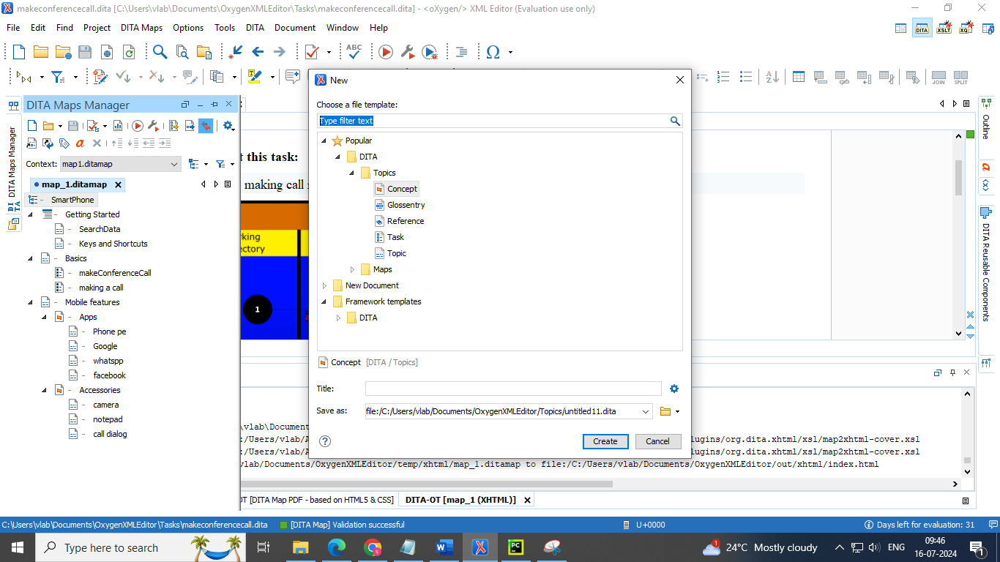 makeconferencecall.dita [C:\Users\vlab\Documents\OxygenXMLEditor\Tasks\makeconferencecall.dita] - <oXygen/> XML Editor (Evaluation use only)
File Edit Find Project DITA Maps Options Tools DITA Document Window Help
DITA XSLT XQ
ABC
JOIN SPLIT
DITA Maps Manager
DITA Maps Manager
Context: map1.ditamap
map_1.ditamap
SmartPhone
Getting Started
SearchData
Keys and Shortcuts
Basics
makeConferenceCall
making a call
Mobile features
Apps
Phone pe
Google
whatspp
facebook
Accessories
camera
notepad
call dialog
t this task:
making call
rking
ctory
1
New
Choose a file template:
Type filter text
Popular
DITA
Topics
Concept
Glossentry
Reference
Task
Topic
Maps
New Document
Framework templates
DITA
Concept [DITA / Topics]
Title:
Save as: file:/C:/Users/vlab/Documents/OxygenXMLEditor/Topics/untitled11.dita
Create Cancel
Outline
DITA Reusable Components
\vlab\Docum
:/Users/vlab/A lugins/org.dita.xhtml/xsl/map2xhtml-cover.xsl
:/Users/vlab/A lugins/org.dita.xhtml/xsl/map2xhtml-cover.xsl
vlab/Documents/OxygenXMLEditor/temp/xhtml/map_1.ditamap to file:/C:/Users/vlab/Documents/OxygenXMLEditor/out/xhtml/index.html
OT [DITA Map PDF - based on HTML5 & CSS] DITA-OT [map_1 (XHTML)]
C:\Users\vlab\Documents\OxygenXMLEditor\Tasks\makeconferencecall.dita [DITA Map] Validation successful U+0000 Days left for evaluation: 31
Type here to search
24°C Mostly cloudy ENG 09:46
16-07-2024
1